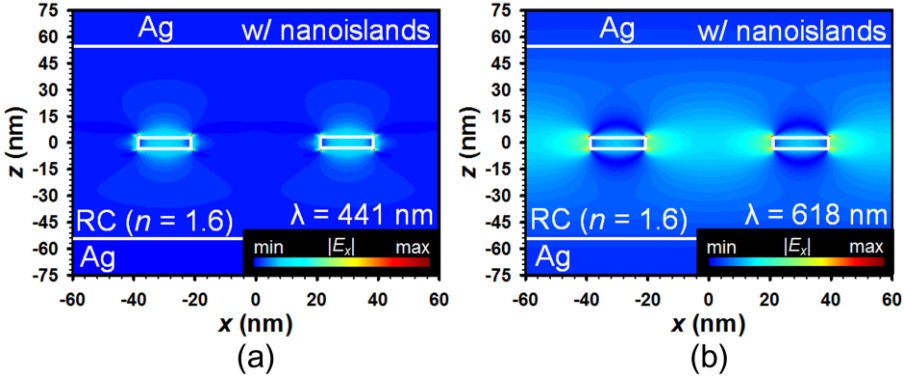 Ag w/ nanoislands
RC (n = 1.6) λ = 441 nm
min |Eₓ| max
Ag
75
60
45
30
15
0
-15
-30
-45
-60
-75
z (nm)
-60 -40 -20 0 20 40 60
x (nm)
(a)
Ag w/ nanoislands
RC (n = 1.6) λ = 618 nm
min |Eₓ| max
Ag
75
60
45
30
15
0
-15
-30
-45
-60
-75
z (nm)
-60 -40 -20 0 20 40 60
x (nm)
(b)